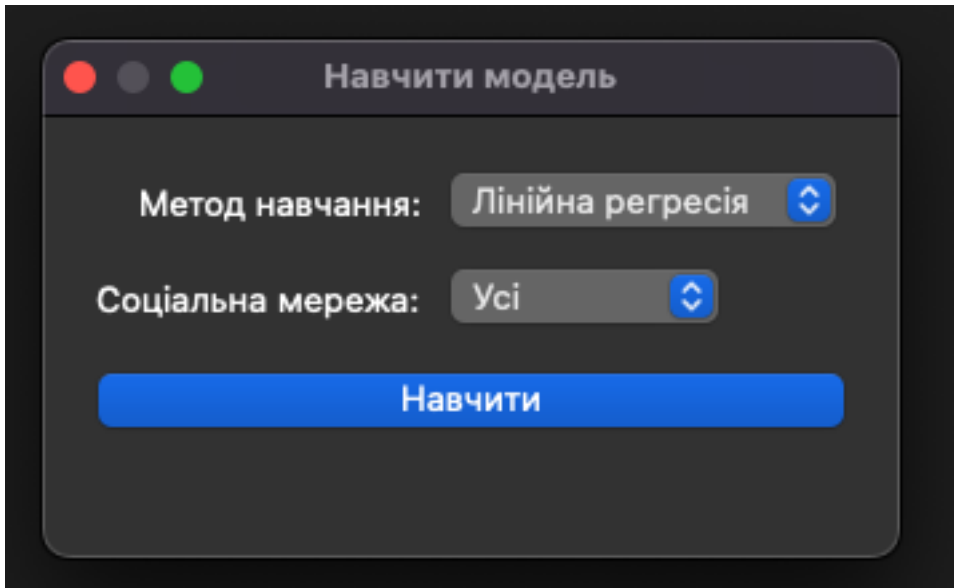 Навчити модель
Метод навчання: Лінійна регресія
Соціальна мережа: Усі
Навчити